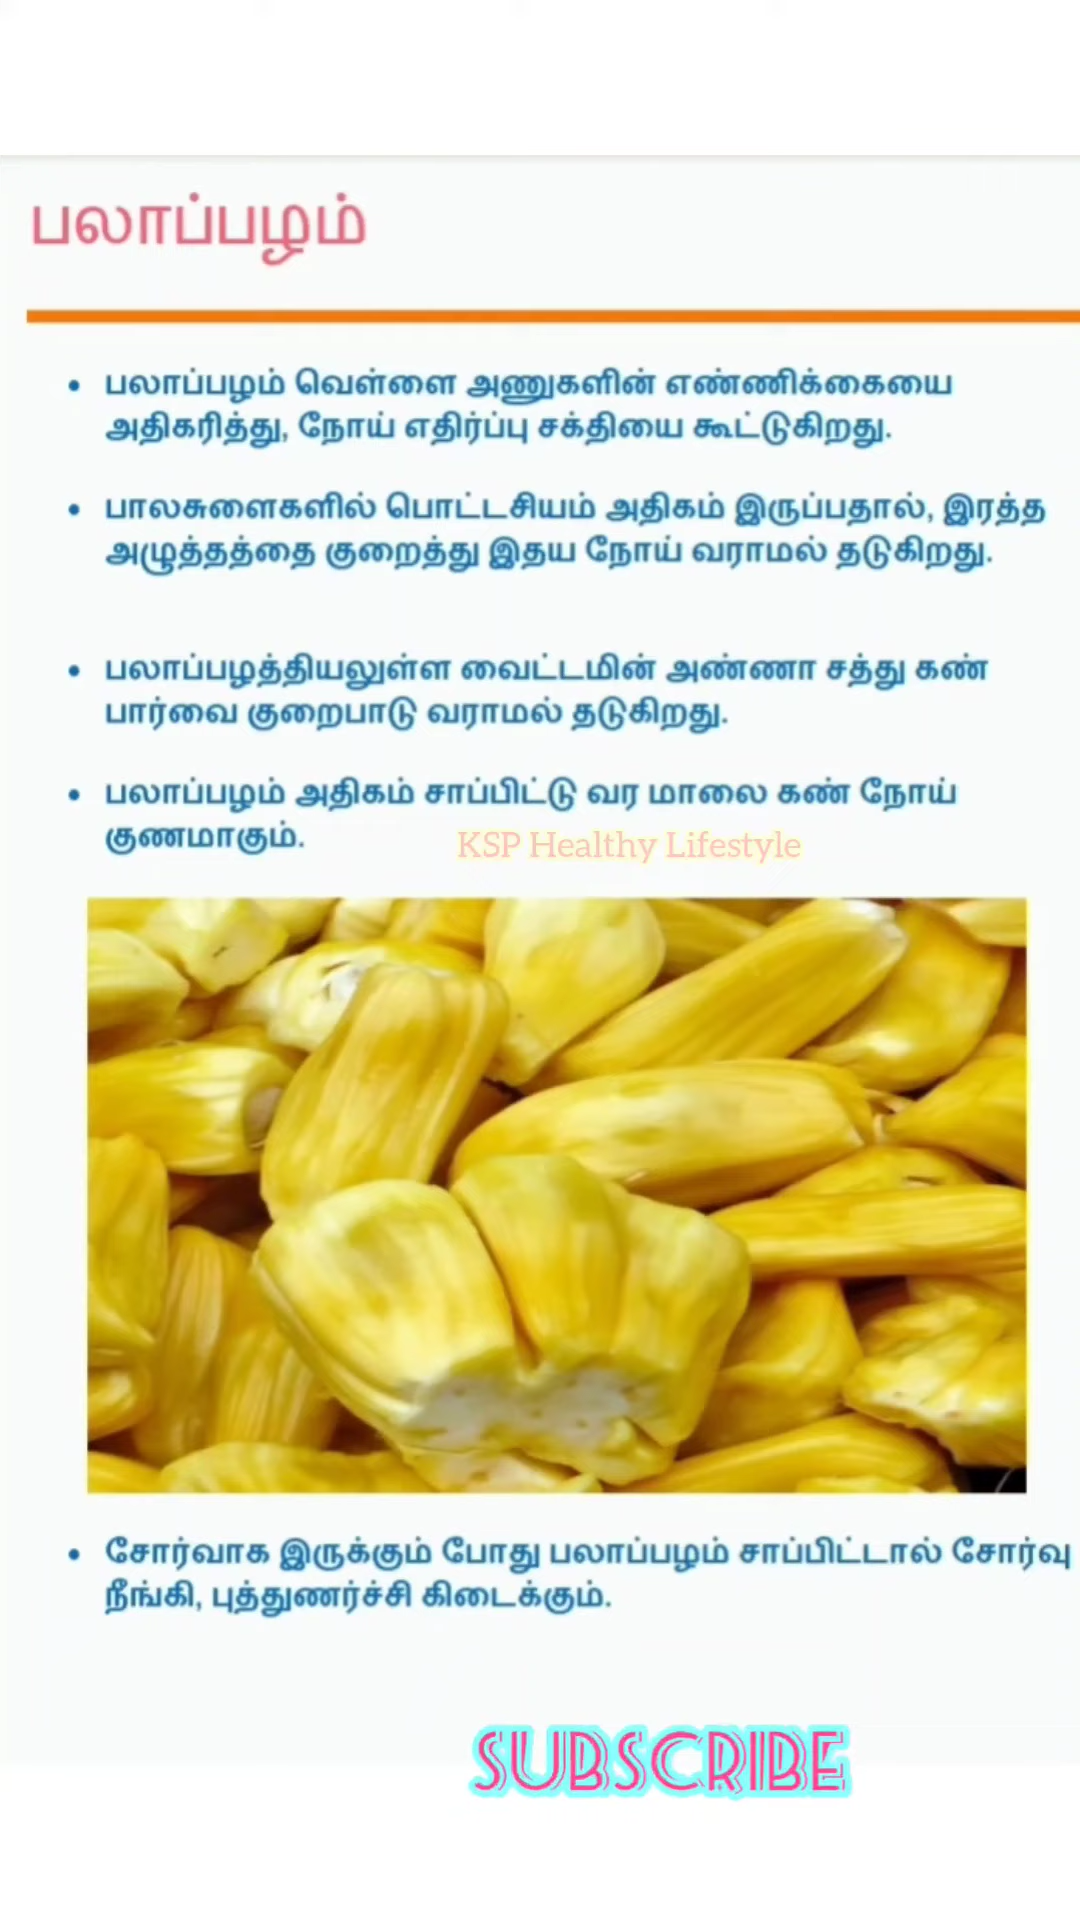 பலாப்பழம்
• பலாப்பழம் வெள்ளை அணுகளின் எண்ணிக்கையை
அதிகரித்து, நோய் எதிர்ப்பு சக்தியை கூட்டுகிறது.
• பாலசுளைகளில் பொட்டசியம் அதிகம் இருப்பதால், இரத்த
அழுத்தத்தை குறைத்து இதய நோய் வராமல் தடுகிறது.
• பலாப்பழத்தியலுள்ள வைட்டமின் அண்ணா சத்து கண்
பார்வை குறைபாடு வராமல் தடுகிறது.
• பலாப்பழம் அதிகம் சாப்பிட்டு வர மாலை கண் நோய்
குணமாகும்.
KSP Healthy Lifestyle
• சோர்வாக இருக்கும் போது பலாப்பழம் சாப்பிட்டால் சோர்வு
நீங்கி, புத்துணர்ச்சி கிடைக்கும்.
SUBSCRIBE